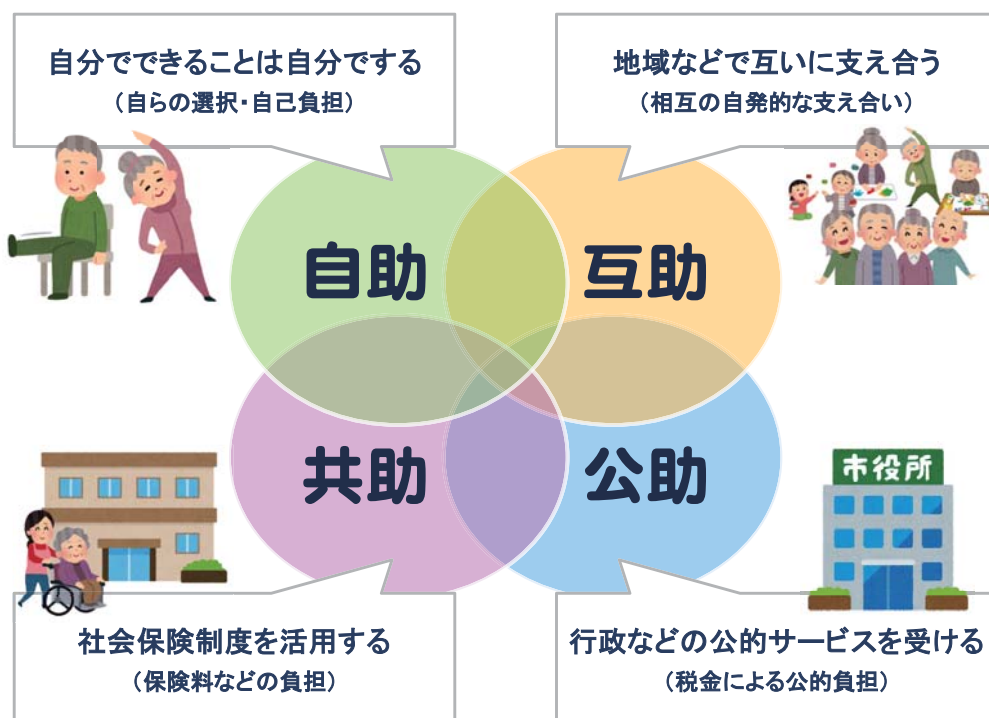 自分でできることは自分でする
（自らの選択・自己負担）
地域などで互いに支え合う
（相互の自発的な支え合い）
自助
互助
共助
公助
市役所
社会保険制度を活用する
（保険料などの負担）
行政などの公的サービスを受ける
（税金による公的負担）